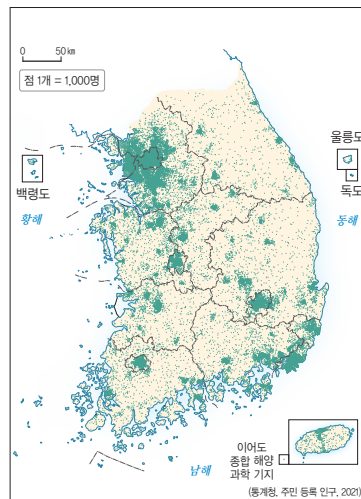 0 50km
점 1개 = 1,000명
울릉도
백령도
독도
황해
동해
이어도
종합 해양
과학 기지
남해
(통계청, 주민 등록 인구, 2021)